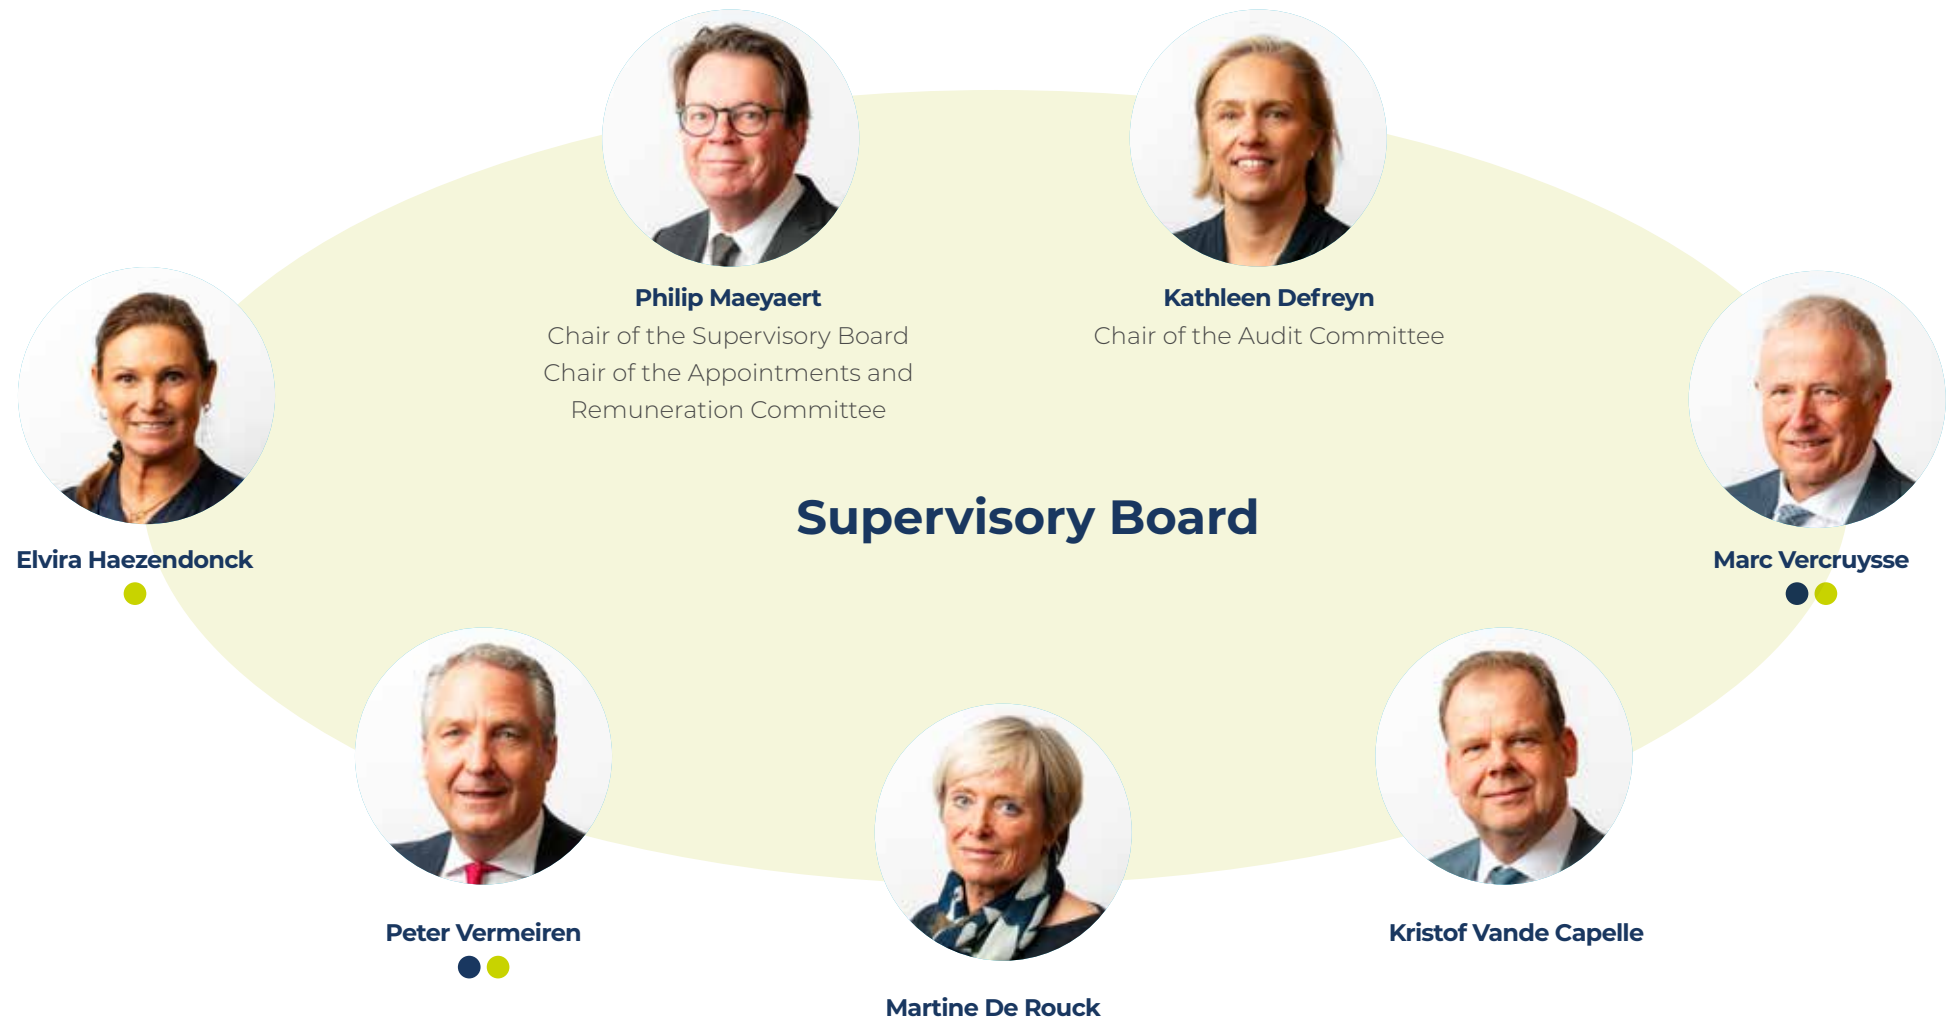 Philip Maeyaert
Chair of the Supervisory Board
Chair of the Appointments and
Remuneration Committee
Kathleen Defreyn
Chair of the Audit Committee
Supervisory Board
Elvira Haezendonck
Marc Vercruysse
Peter Vermeiren
Kristof Vande Capelle
Martine De Rouck